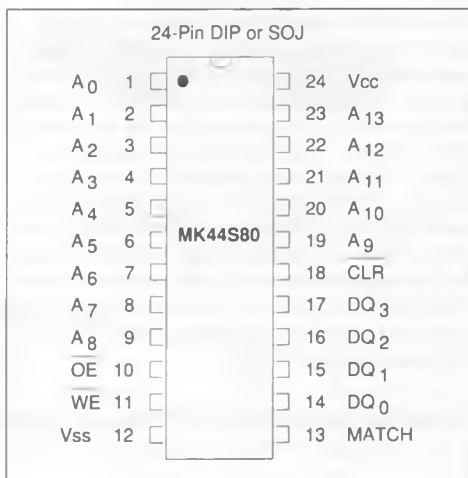 24-Pin DIP or SOJ
A0 1 24 Vcc
A1 2 23 A13
A2 3 22 A12
A3 4 21 A11
A4 5 20 A10
A5 6 MK44S80 19 A9
A6 7 18 CLR
A7 8 17 DQ3
A8 9 16 DQ2
OE 10 15 DQ1
WE 11 14 DQ0
Vss 12 13 MATCH